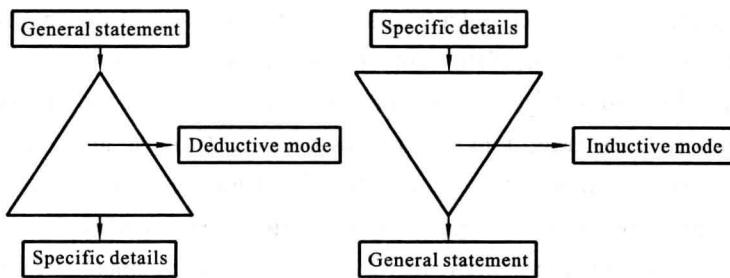 General statement
Deductive mode
Specific details
Specific details
Inductive mode
General statement